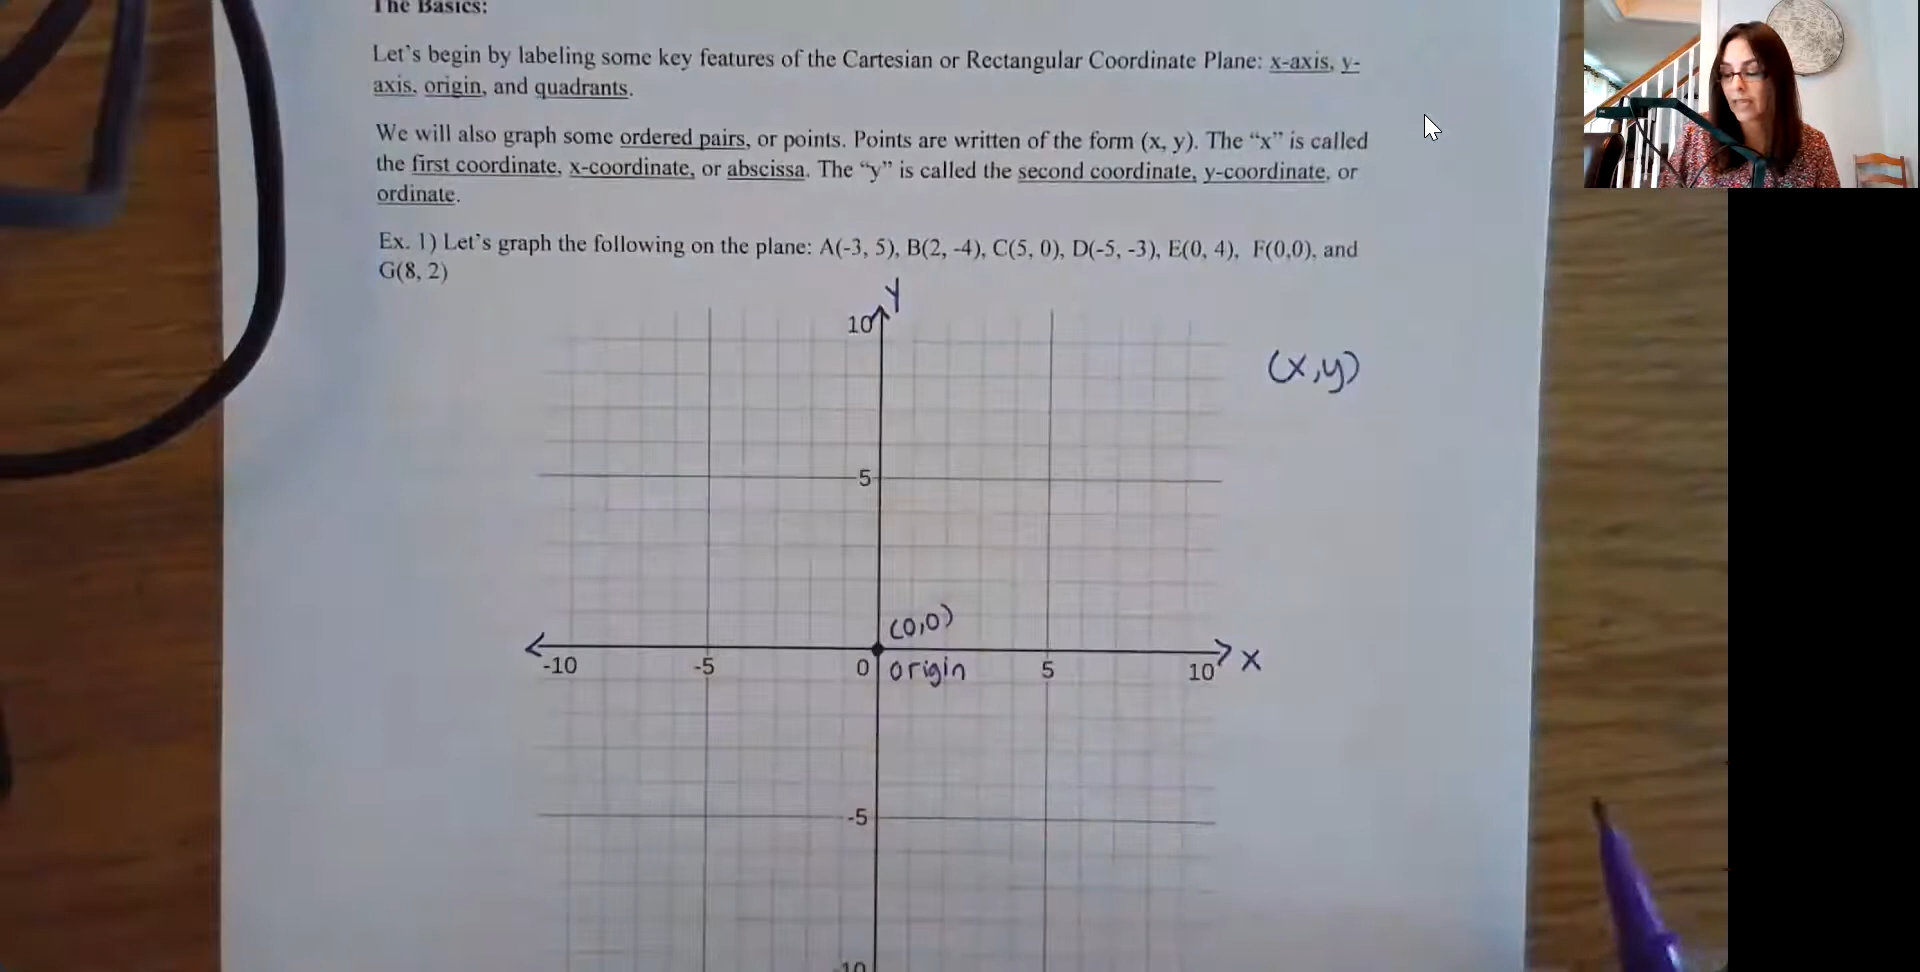 The Basics:
Let's begin by labeling some key features of the Cartesian or Rectangular Coordinate Plane: x-axis, y-
axis, origin, and quadrants.
We will also graph some ordered pairs, or points. Points are written of the form (x, y). The “x” is called
the first coordinate, x-coordinate, or abscissa. The “y” is called the second coordinate, y-coordinate, or
ordinate.
Ex. 1) Let's graph the following on the plane: A(-3, 5), B(2, -4), C(5, 0), D(-5, -3), E(0, 4), F(0,0), and
G(8, 2)
y
10
(x,y)
5
(0,0)
-10 -5 0 origin 5 10 x
-5
-10